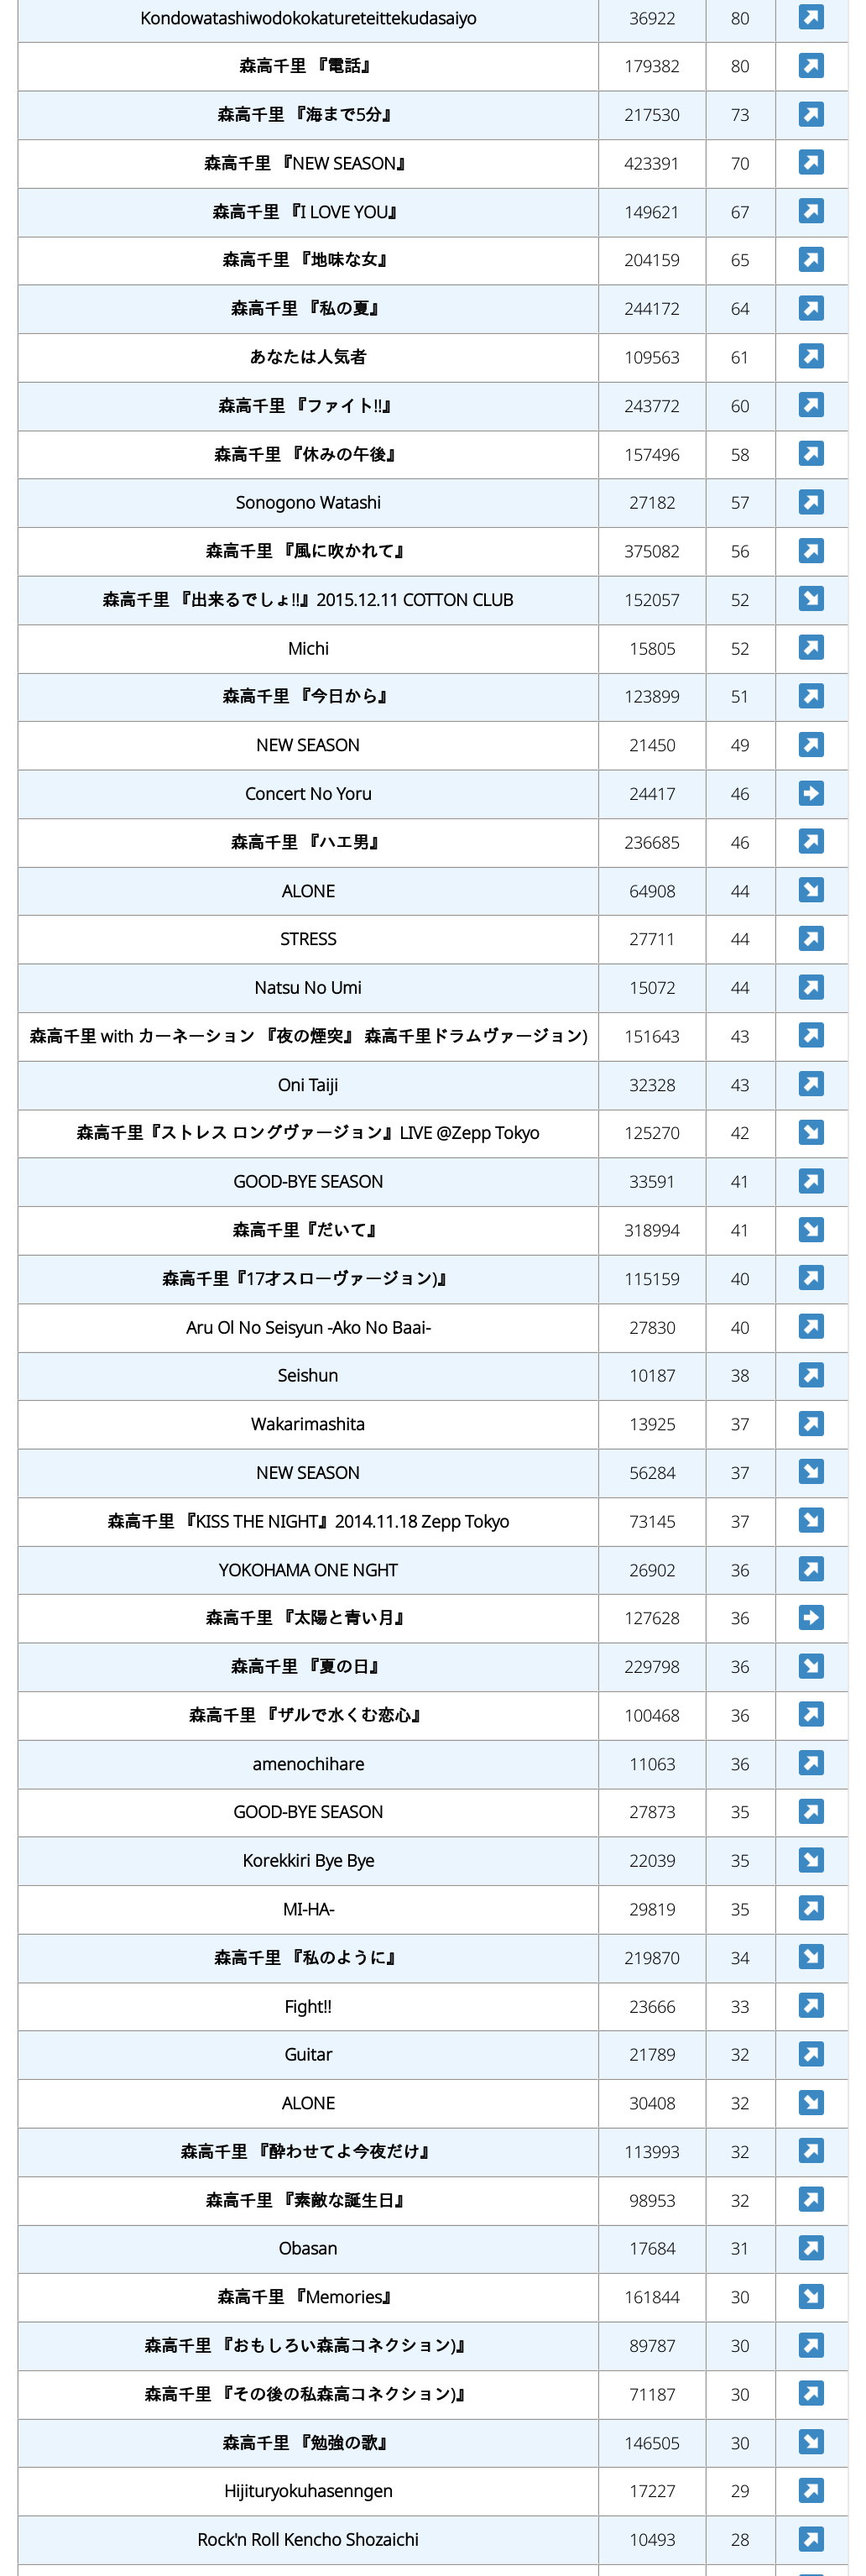 Kondowatashiwodokokatureteittekudasaiyo 36922 80
森高千里 『電話』 179382 80
森高千里 『海まで5分』 217530 73
森高千里 『NEW SEASON』 423391 70
森高千里 『I LOVE YOU』 149621 67
森高千里 『地味な女』 204159 65
森高千里 『私の夏』 244172 64
あなたは人気者 109563 61
森高千里 『ファイト!!』 243772 60
森高千里 『休みの午後』 157496 58
Sonogono Watashi 27182 57
森高千里 『風に吹かれて』 375082 56
森高千里 『出来るでしょ!!』2015.12.11 COTTON CLUB 152057 52
Michi 15805 52
森高千里 『今日から』 123899 51
NEW SEASON 21450 49
Concert No Yoru 24417 46
森高千里 『ハエ男』 236685 46
ALONE 64908 44
STRESS 27711 44
Natsu No Umi 15072 44
森高千里 with カーネーション 『夜の煙突』 森高千里ドラムヴァージョン) 151643 43
Oni Taiji 32328 43
森高千里『ストレス ロングヴァージョン』LIVE @Zepp Tokyo 125270 42
GOOD-BYE SEASON 33591 41
森高千里『だいて』 318994 41
森高千里『17才スローヴァージョン)』 115159 40
Aru Ol No Seisyun -Ako No Baai- 27830 40
Seishun 10187 38
Wakarimashita 13925 37
NEW SEASON 56284 37
森高千里 『KISS THE NIGHT』2014.11.18 Zepp Tokyo 73145 37
YOKOHAMA ONE NGHT 26902 36
森高千里 『太陽と青い月』 127628 36
森高千里 『夏の日』 229798 36
森高千里 『ザルで水くむ恋心』 100468 36
amenochihare 11063 36
GOOD-BYE SEASON 27873 35
Korekkiri Bye Bye 22039 35
MI-HA- 29819 35
森高千里 『私のように』 219870 34
Fight!! 23666 33
Guitar 21789 32
ALONE 30408 32
森高千里 『酔わせてよ今夜だけ』 113993 32
森高千里 『素敵な誕生日』 98953 32
Obasan 17684 31
森高千里 『Memories』 161844 30
森高千里 『おもしろい森高コネクション)』 89787 30
森高千里 『その後の私森高コネクション)』 71187 30
森高千里 『勉強の歌』 146505 30
Hijituryokuhasenngen 17227 29
Rock'n Roll Kencho Shozaichi 10493 28